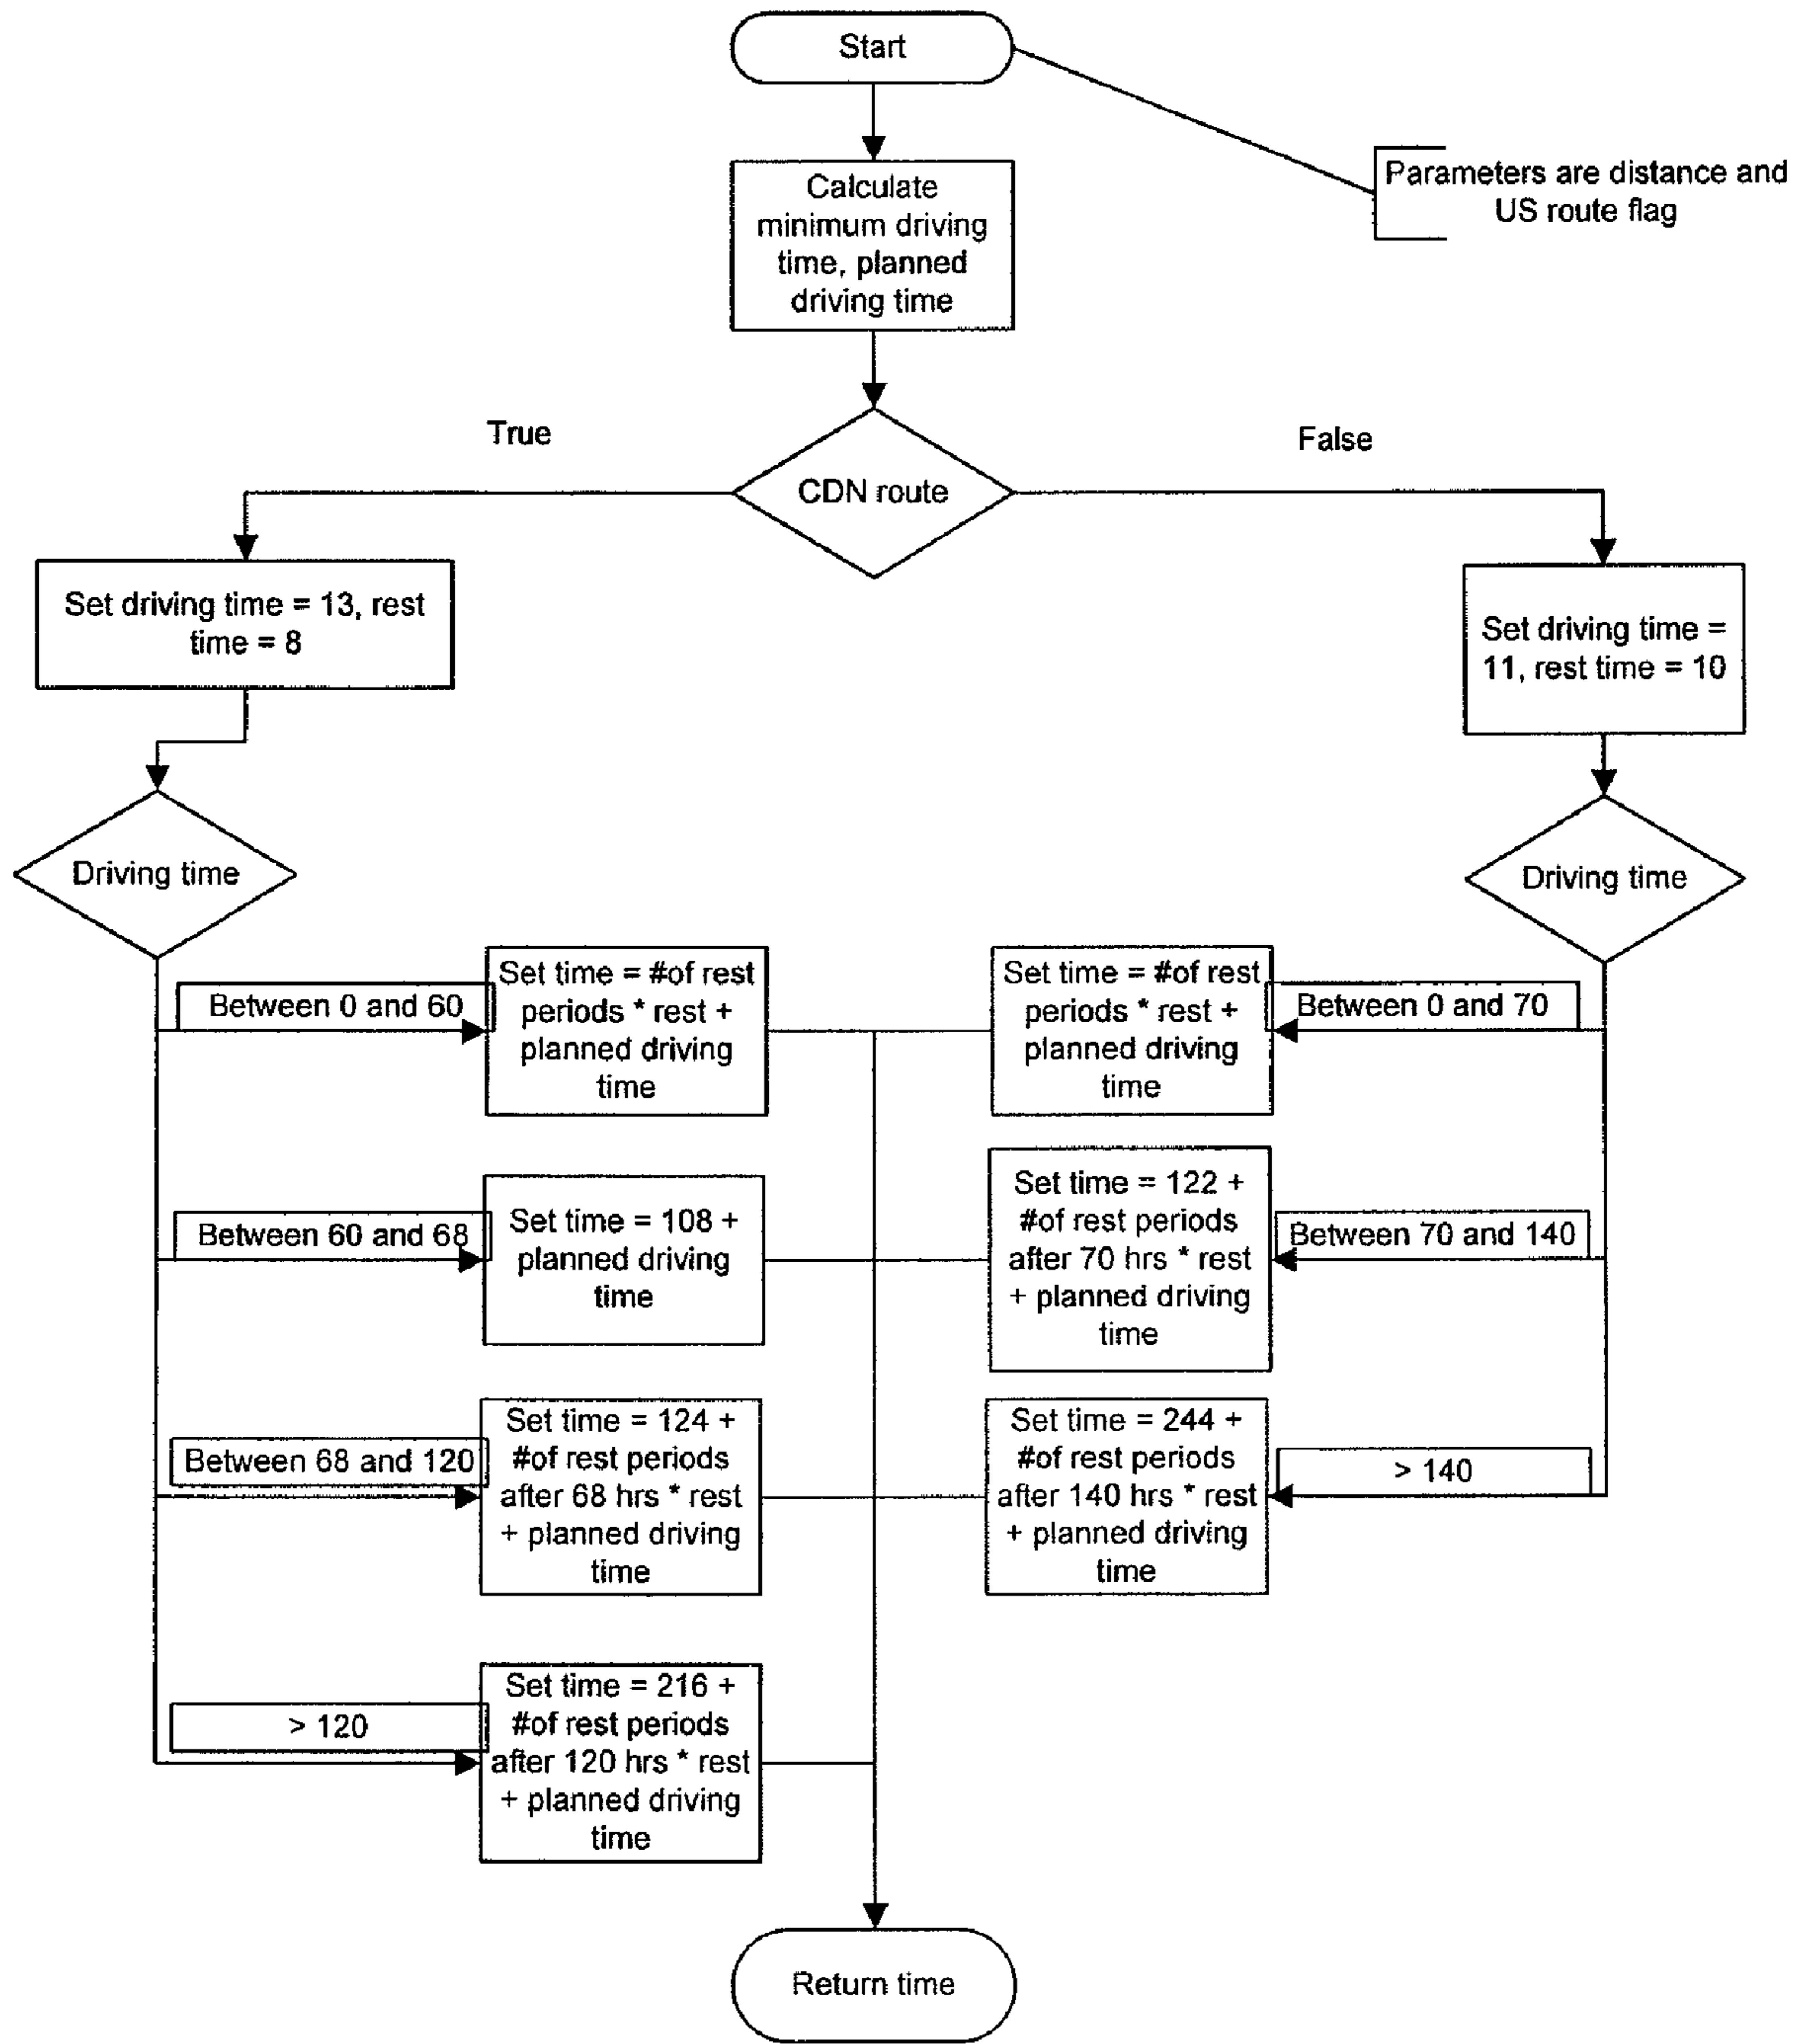 Start
Parameters are distance and
US route flag
Calculate
minimum driving
time, planned
driving time
True
False
CDN route
Set driving time = 13, rest
time = 8
Set driving time =
11, rest time = 10
Driving time
Driving time
Between 0 and 60
Set time = #of rest
periods * rest +
planned driving
time
Set time = #of rest
periods * rest +
planned driving
time
Between 0 and 70
Between 60 and 68
Set time = 108 +
planned driving
time
Set time = 122 +
#of rest periods
after 70 hrs * rest
+ planned driving
time
Between 70 and 140
Between 68 and 120
Set time = 124 +
#of rest periods
after 68 hrs * rest
+ planned driving
time
Set time = 244 +
#of rest periods
after 140 hrs * rest
+ planned driving
time
> 140
> 120
Set time = 216 +
#of rest periods
after 120 hrs * rest
+ planned driving
time
Return time